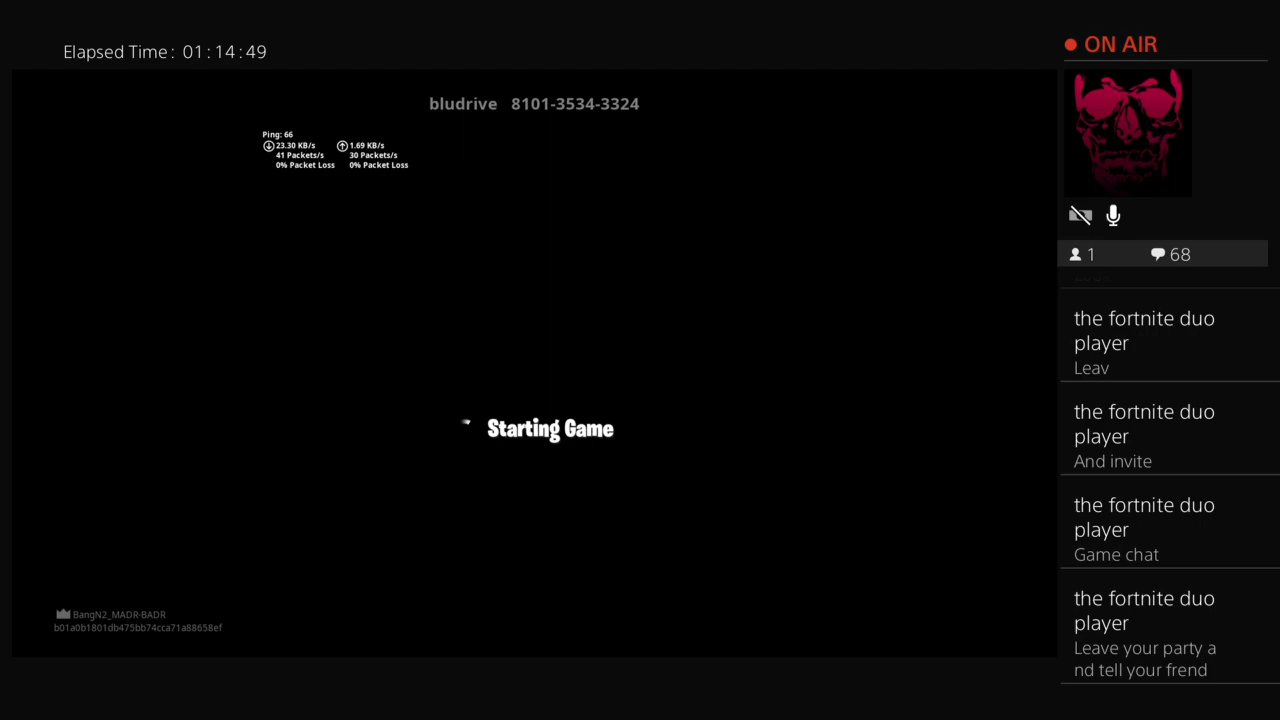 Elapsed Time: 01:14:49
ON AIR
bludrive 8101-3534-3324
Ping: 66
23.30 KB/s 1.69 KB/s
41 Packets/s 30 Packets/s
0% Packet Loss 0% Packet Loss
1 68
the fortnite duo
player
Leav
the fortnite duo
player
And invite
Starting Game
the fortnite duo
player
Game chat
the fortnite duo
player
Leave your party a
nd tell your frend
BangN2_MADR-BADR
b01a0b1801db475bb74cca71a88658ef